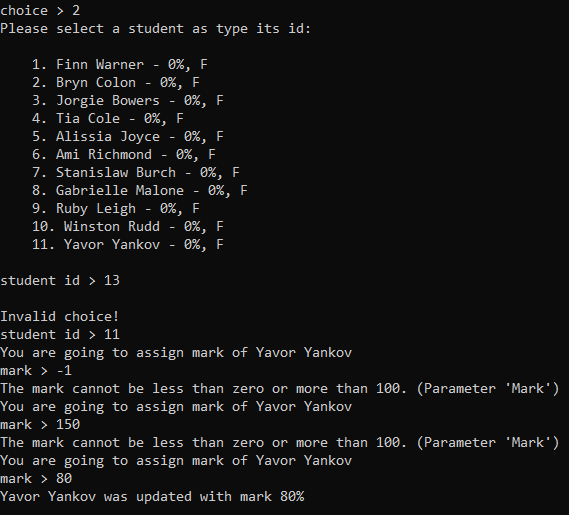 choice > 2
Please select a student as type its id:
1. Finn Warner - 0%, F
2. Bryn Colon - 0%, F
3. Jorgie Bowers - 0%, F
4. Tia Cole - 0%, F
5. Alissia Joyce - 0%, F
6. Ami Richmond - 0%, F
7. Stanislaw Burch - 0%, F
8. Gabrielle Malone - 0%, F
9. Ruby Leigh - 0%, F
10. Winston Rudd - 0%, F
11. Yavor Yankov - 0%, F
student id > 13
Invalid choice!
student id > 11
You are going to assign mark of Yavor Yankov
mark > -1
The mark cannot be less than zero or more than 100. (Parameter 'Mark')
You are going to assign mark of Yavor Yankov
mark > 150
The mark cannot be less than zero or more than 100. (Parameter 'Mark')
You are going to assign mark of Yavor Yankov
mark > 80
Yavor Yankov was updated with mark 80%